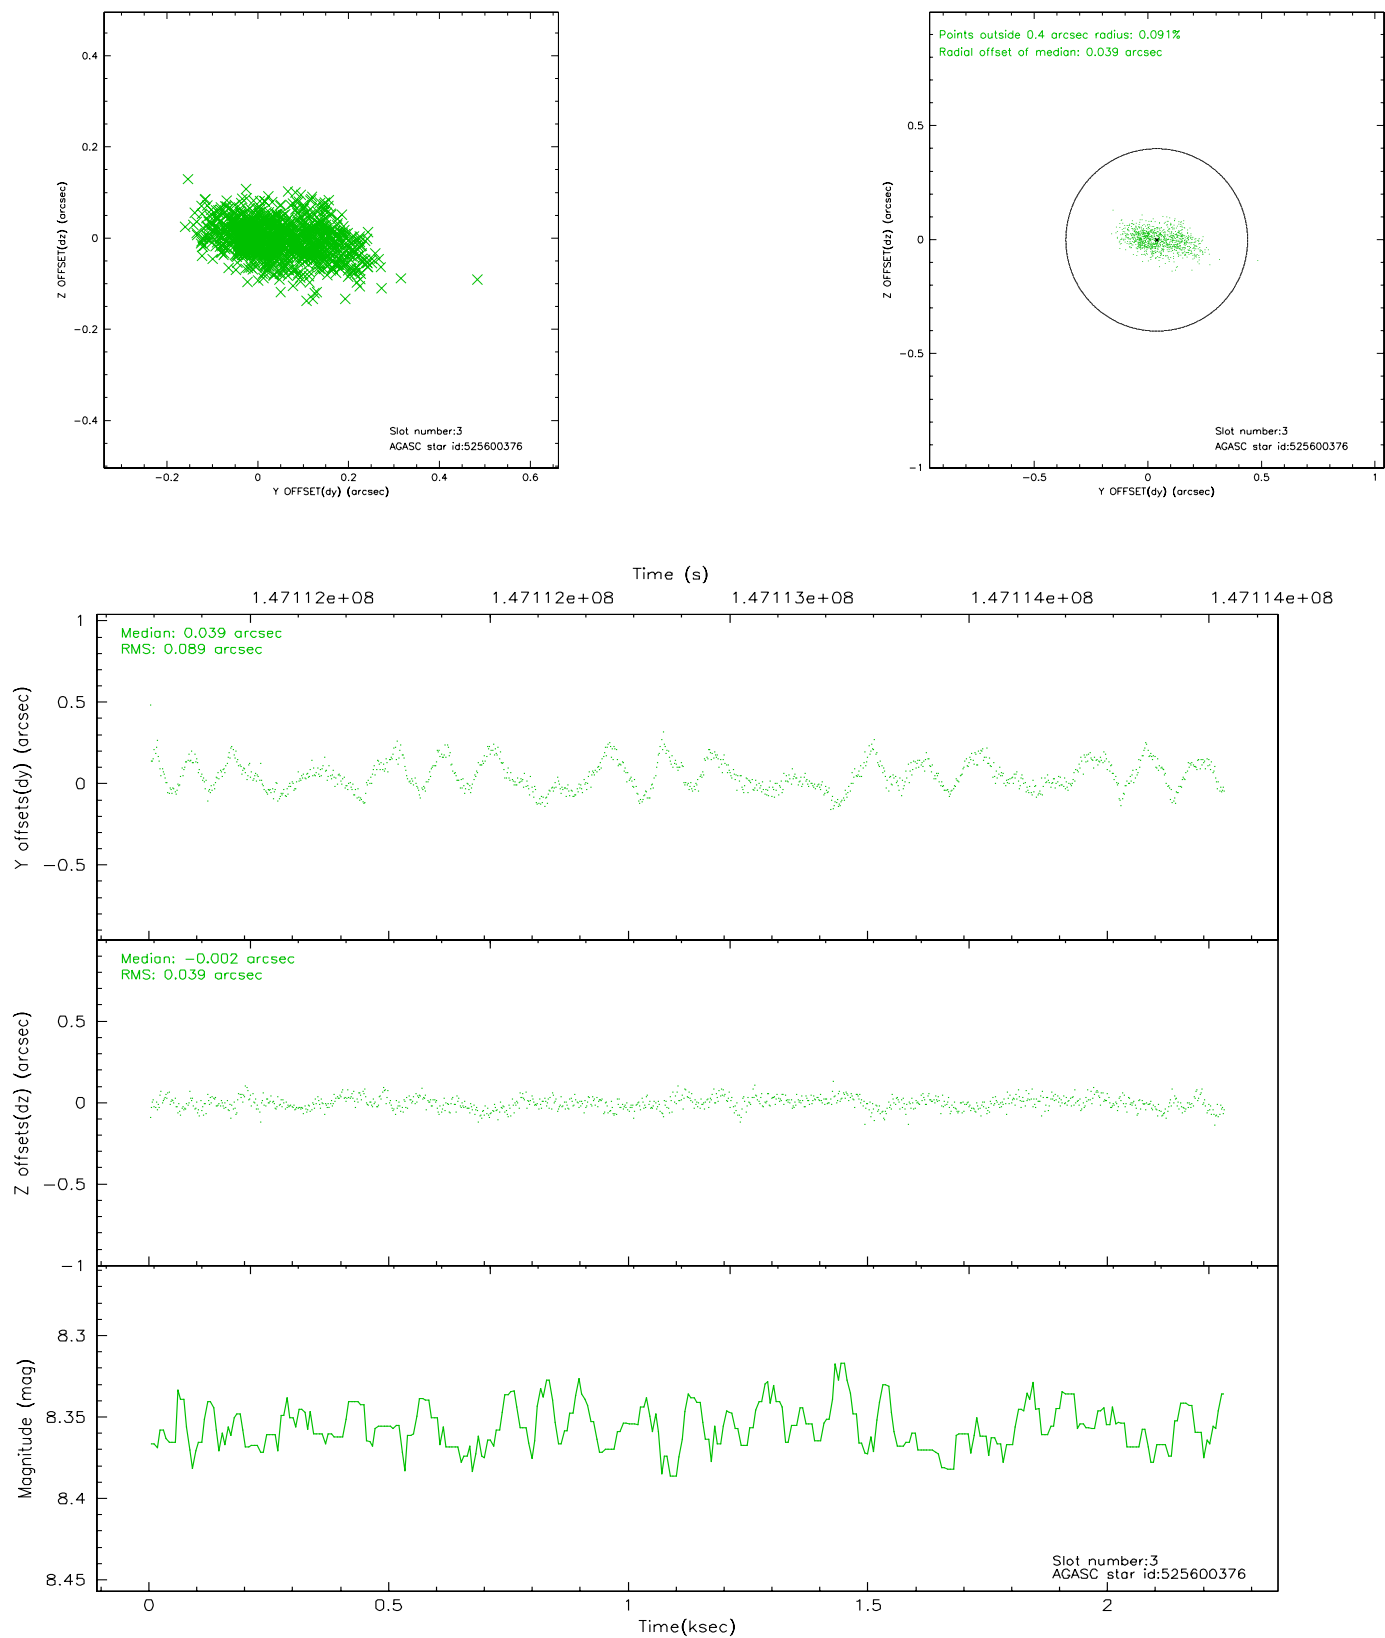 0.4
0.2
0
−0.2
−0.4
Z OFFSET(dz) (arcsec)
Slot number:3
AGASC star id:525600376
−0.2 0 0.2 0.4 0.6
Y OFFSET(dy) (arcsec)
Points outside 0.4 arcsec radius: 0.091%
Radial offset of median: 0.039 arcsec
0.5
0
−0.5
−1
Z OFFSET(dz) (arcsec)
Slot number:3
AGASC star id:525600376
−0.5 0 0.5 1
Y OFFSET(dy) (arcsec)
Time (s)
1.47112e+08 1.47112e+08 1.47113e+08 1.47114e+08 1.47114e+08
Median: 0.039 arcsec
RMS: 0.089 arcsec
1
0.5
0
−0.5
Y offsets(dy) (arcsec)
Median: −0.002 arcsec
RMS: 0.039 arcsec
0.5
0
−0.5
−1
Z offsets(dz) (arcsec)
8.3
8.35
8.4
8.45
Magnitude (mag)
Slot number:3
AGASC star id:525600376
0 0.5 1 1.5 2
Time(ksec)